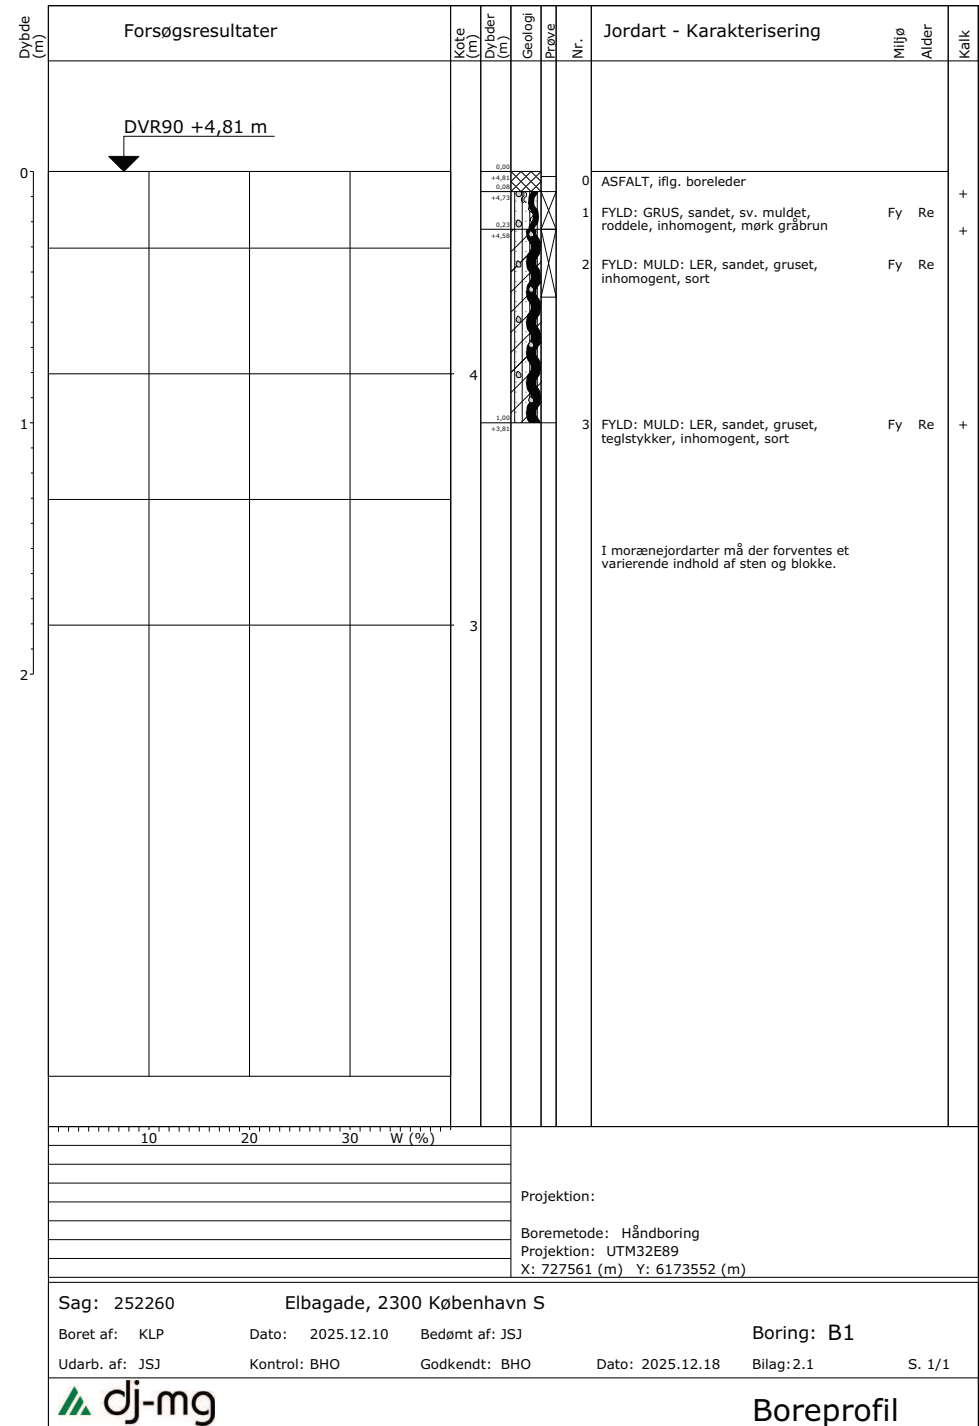 Dybde (m)
Forsøgsresultater
Kote (m)
Dybder (m)
Geologi
Prøve
Nr.
Jordart - Karakterisering
Miljø
Alder
Kalk
DVR90 +4,81 m
0
0,00
+4,81
0 ASFALT, iflg. boreleder
0,08
+4,73
+
1 FYLD: GRUS, sandet, sv. muldet, Fy Re
roddele, inhomogent, mørk gråbrun
0,23
+4,58
+
2 FYLD: MULD: LER, sandet, gruset, Fy Re
inhomogent, sort
4
1
1,00
+3,81
3 FYLD: MULD: LER, sandet, gruset, Fy Re +
teglstykker, inhomogent, sort
I morænejordarter må der forventes et
varierende indhold af sten og blokke.
3
2
10 20 30 W (%)
Projektion:
Boremetode: Håndboring
Projektion: UTM32E89
X: 727561 (m) Y: 6173552 (m)
Sag: 252260 Elbagade, 2300 København S
Boret af: KLP Dato: 2025.12.10 Bedømt af: JSJ Boring: B1
Udarb. af: JSJ Kontrol: BHO Godkendt: BHO Dato: 2025.12.18 Bilag: 2.1 S. 1/1
dj-mg
Boreprofil